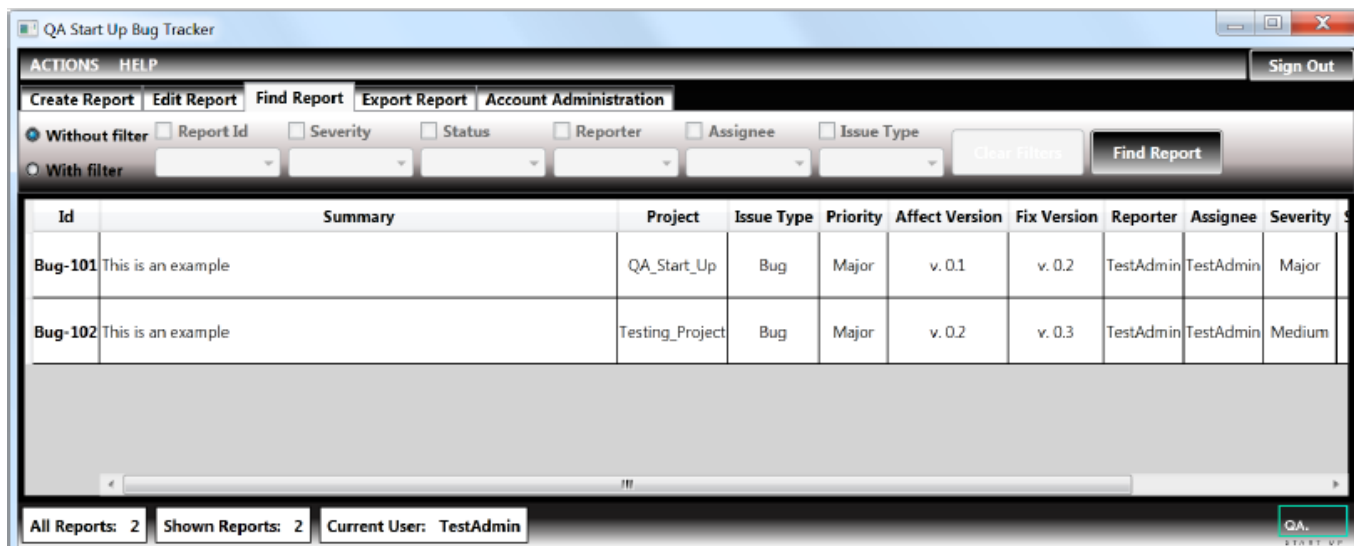 QA Start Up Bug Tracker
ACTIONS HELP Sign Out
Create Report Edit Report Find Report Export Report Account Administration
Without filter Report Id Severity Status Reporter Assignee Issue Type Clear Filters Find Report
With filter
Id Summary Project Issue Type Priority Affect Version Fix Version Reporter Assignee Severity
Bug-101 This is an example QA_Start_Up Bug Major v. 0.1 v. 0.2 TestAdmin TestAdmin Major
Bug-102 This is an example Testing_Project Bug Major v. 0.2 v. 0.3 TestAdmin TestAdmin Medium
All Reports: 2 Shown Reports: 2 Current User: TestAdmin QA.